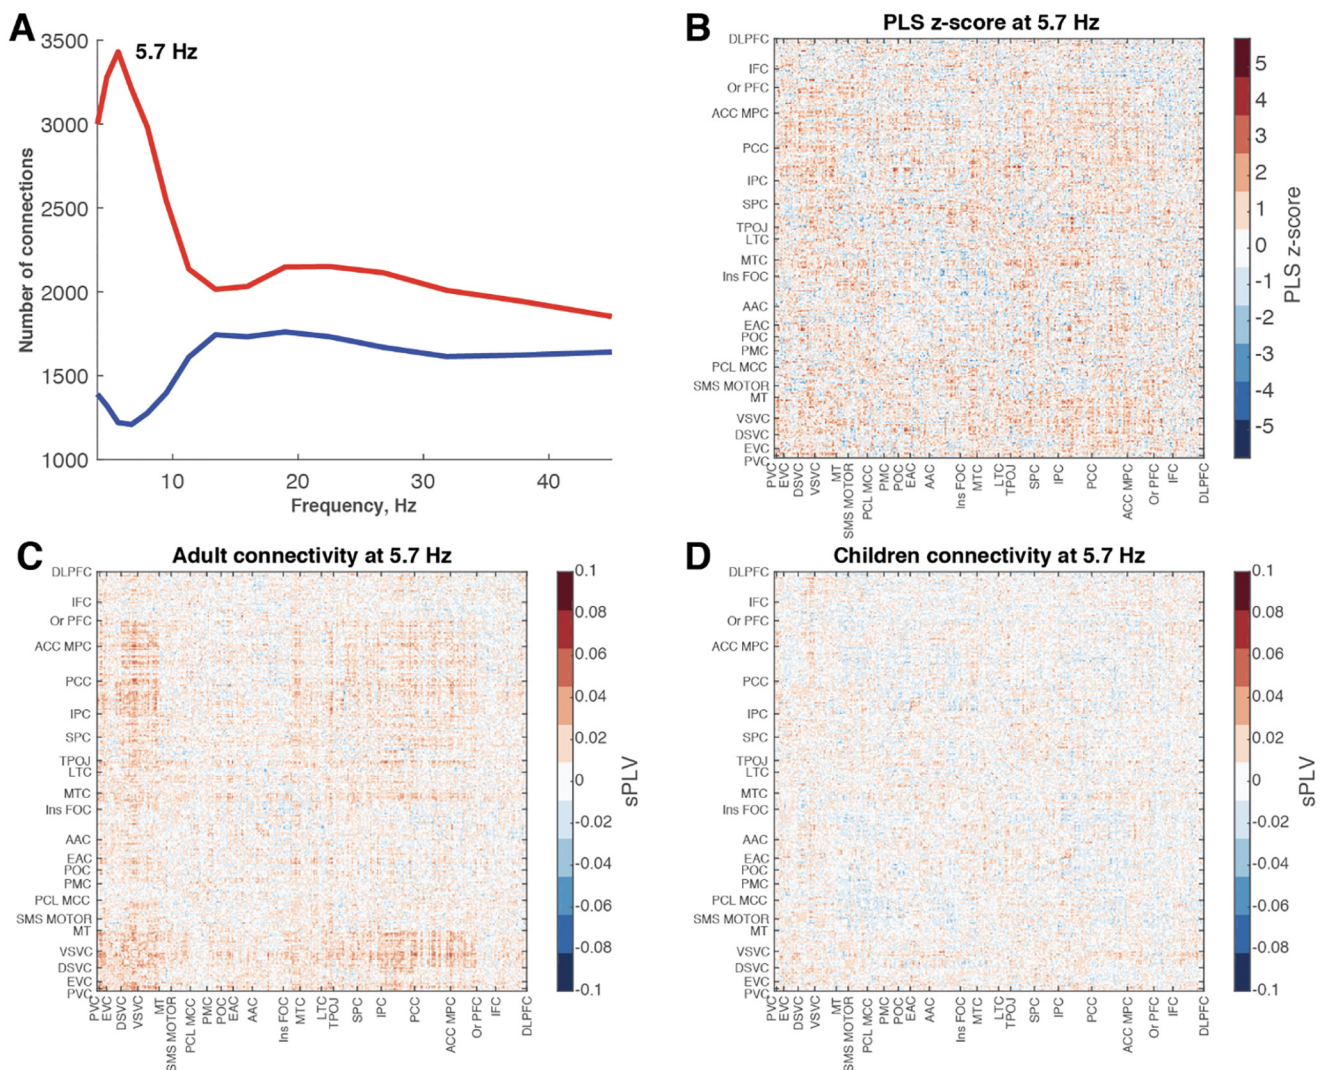 A
5.7 Hz
3500
3000
2500
2000
1500
1000
Number of connections
10
20
30
40
Frequency, Hz
B
PLS z-score at 5.7 Hz
DLPFC
IFC
Or PFC
ACC MPC
PCC
IPC
SPC
TPOJ
LTC
MTC
Ins FOC
AAC
EAC
POC
PMC
PCL MCC
SMS MOTOR
MT
VSVC
DSVC
EVC
PVC
PVC
EVC
DSVC
VSVC
MT
SMS MOTOR
PCL MCC
PMC
POC
EAC
AAC
Ins FOC
MTC
LTC
TPOJ
SPC
IPC
PCC
ACC MPC
Or PFC
IFC
DLPFC
5
4
3
2
1
0
-1
-2
-3
-4
-5
PLS z-score
C
Adult connectivity at 5.7 Hz
DLPFC
IFC
Or PFC
ACC MPC
PCC
IPC
SPC
TPOJ
LTC
MTC
Ins FOC
AAC
EAC
POC
PMC
PCL MCC
SMS MOTOR
MT
VSVC
DSVC
EVC
PVC
PVC
EVC
DSVC
VSVC
MT
SMS MOTOR
PCL MCC
PMC
POC
EAC
AAC
Ins FOC
MTC
LTC
TPOJ
SPC
IPC
PCC
ACC MPC
Or PFC
IFC
DLPFC
0.1
0.08
0.06
0.04
0.02
0
-0.02
-0.04
-0.06
-0.08
-0.1
sPLV
D
Children connectivity at 5.7 Hz
DLPFC
IFC
Or PFC
ACC MPC
PCC
IPC
SPC
TPOJ
LTC
MTC
Ins FOC
AAC
EAC
POC
PMC
PCL MCC
SMS MOTOR
MT
VSVC
DSVC
EVC
PVC
PVC
EVC
DSVC
VSVC
MT
SMS MOTOR
PCL MCC
PMC
POC
EAC
AAC
Ins FOC
MTC
LTC
TPOJ
SPC
IPC
PCC
ACC MPC
Or PFC
IFC
DLPFC
0.1
0.08
0.06
0.04
0.02
0
-0.02
-0.04
-0.06
-0.08
-0.1
sPLV